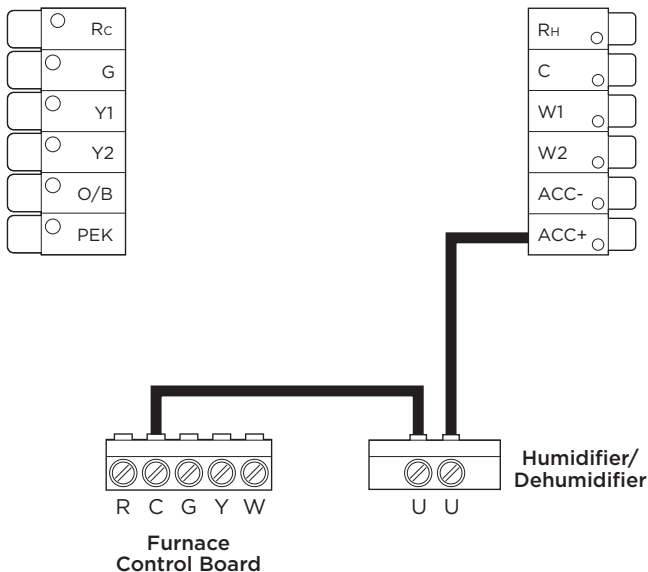 RC
G
Y1
Y2
O/B
PEK
RH
C
W1
W2
ACC-
ACC+
R C G Y W
Furnace
Control Board
U U
Humidifier/
Dehumidifier